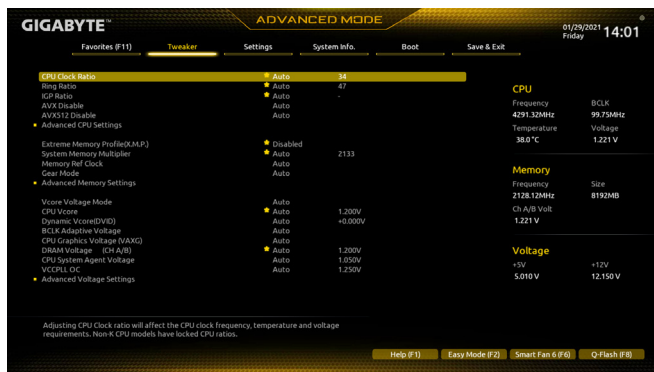 GIGABYTE™
ADVANCED MODE
01/29/2021
Friday
14:01
Favorites (F11) Tweaker Settings System Info. Boot Save & Exit
CPU Clock Ratio Auto 34
Ring Ratio Auto 47
IGP Ratio Auto -
AVX Disable Auto
AVX512 Disable Auto
Advanced CPU Settings
Extreme Memory Profile(X.M.P.) Disabled
System Memory Multiplier Auto 2133
Memory Ref Clock Auto
Gear Mode Auto
Advanced Memory Settings
Vcore Voltage Mode Auto
CPU Vcore Auto 1.200V
Dynamic Vcore(DVID) Auto +0.000V
BCLK Adaptive Voltage Auto
CPU Graphics Voltage (VAXG) Auto
DRAM Voltage (CH A/B) Auto 1.200V
CPU System Agent Voltage Auto 1.050V
VCCPLL OC Auto 1.250V
Advanced Voltage Settings
CPU
Frequency BCLK
4291.32MHz 99.75MHz
Temperature Voltage
38.0 °C 1.221 V
Memory
Frequency Size
2128.12MHz 8192MB
Ch A/B Volt
1.221 V
Voltage
+5V +12V
5.010 V 12.150 V
Adjusting CPU Clock ratio will affect the CPU clock frequency, temperature and voltage
requirements. Non-K CPU models have locked CPU ratios.
Help (F1) Easy Mode (F2) Smart Fan 6 (F6) Q-Flash (F8)